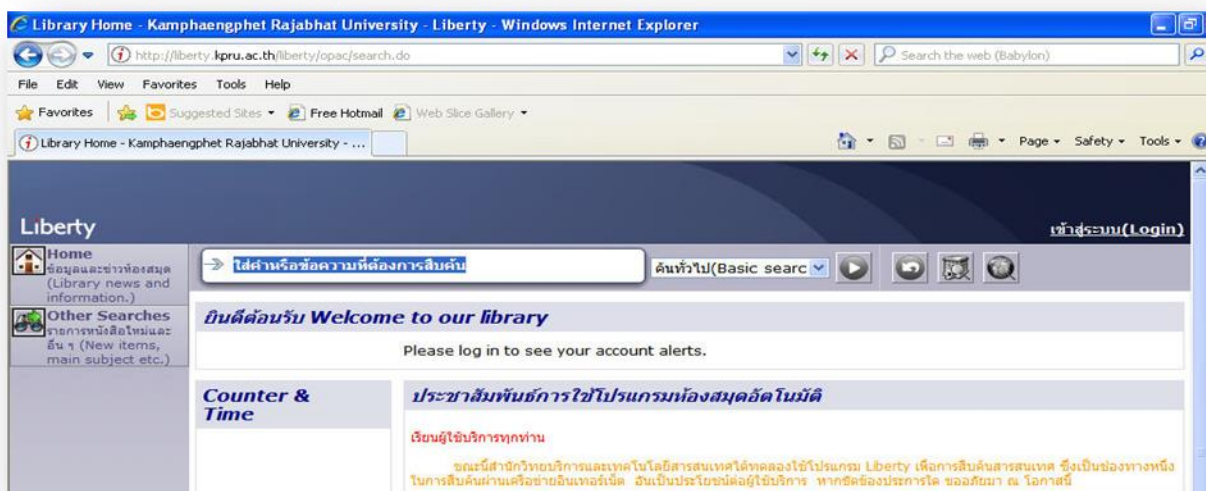 Library Home - Kamphaengphet Rajabhat University - Liberty - Windows Internet Explorer
http://liberty.kpru.ac.th/liberty/opac/search.do
Search the web (Babylon)
File Edit View Favorites Tools Help
Favorites Suggested Sites Free Hotmail Web Slice Gallery
Library Home - Kamphaengphet Rajabhat University - ...
Page Safety Tools
Liberty
เข้าสู่ระบบ(Login)
Home
ข้อมูลและข่าวห้องสมุด
(Library news and
information.)
ใส่คำหรือข้อความที่ต้องการสืบค้น
ค้นทั่วไป(Basic searc
Other Searches
รายการหนังสือใหม่และ
อื่น ๆ (New items,
main subject etc.)
ยินดีต้อนรับ Welcome to our library
Please log in to see your account alerts.
Counter &
Time
ประชาสัมพันธ์การใช้โปรแกรมห้องสมุดอัตโนมัติ
เรียนผู้ใช้บริการทุกท่าน
ขณะนี้สำนักวิทยบริการและเทคโนโลยีสารสนเทศได้ทดลองใช้โปรแกรม Liberty เพื่อการสืบค้นสารสนเทศ ซึ่งเป็นช่องทางหนึ่ง
ในการสืบค้นผ่านเครือข่ายอินเทอร์เน็ต อันเป็นประโยชน์ต่อผู้ใช้บริการ หากขัดข้องประการใด ขออภัยมา ณ โอกาสนี้